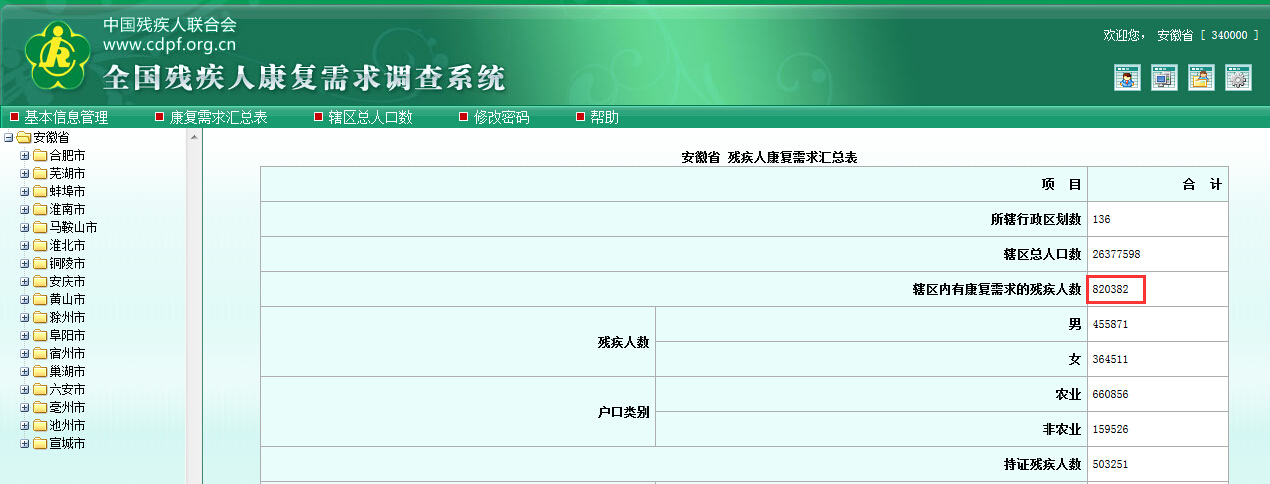 中国残疾人联合会
www.cdpf.org.cn
全国残疾人康复需求调查系统
欢迎您， 安徽省 [ 340000 ]
基本信息管理 康复需求汇总表 辖区总人口数 修改密码 帮助
安徽省
合肥市
芜湖市
蚌埠市
淮南市
马鞍山市
淮北市
铜陵市
安庆市
黄山市
滁州市
阜阳市
宿州市
巢湖市
六安市
亳州市
池州市
宣城市
安徽省 残疾人康复需求汇总表
项 目 合 计
所辖行政区划数 136
辖区总人口数 26377598
辖区内有康复需求的残疾人数 820382
残疾人数
男 455871
女 364511
户口类别
农业 660856
非农业 159526
持证残疾人数 503251